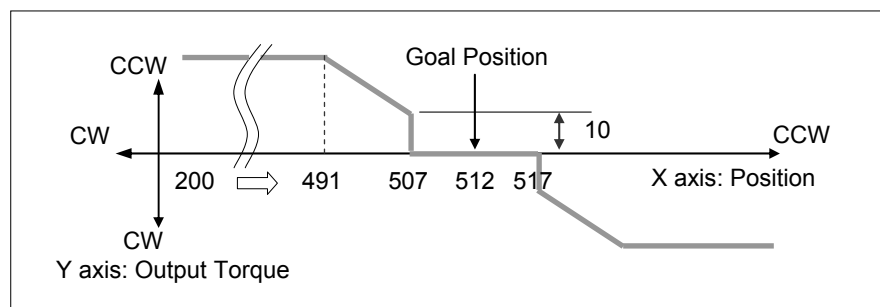 CCW
Goal Position
CW
10
CCW
200
491
507
512
517
X axis: Position
CW
Y axis: Output Torque